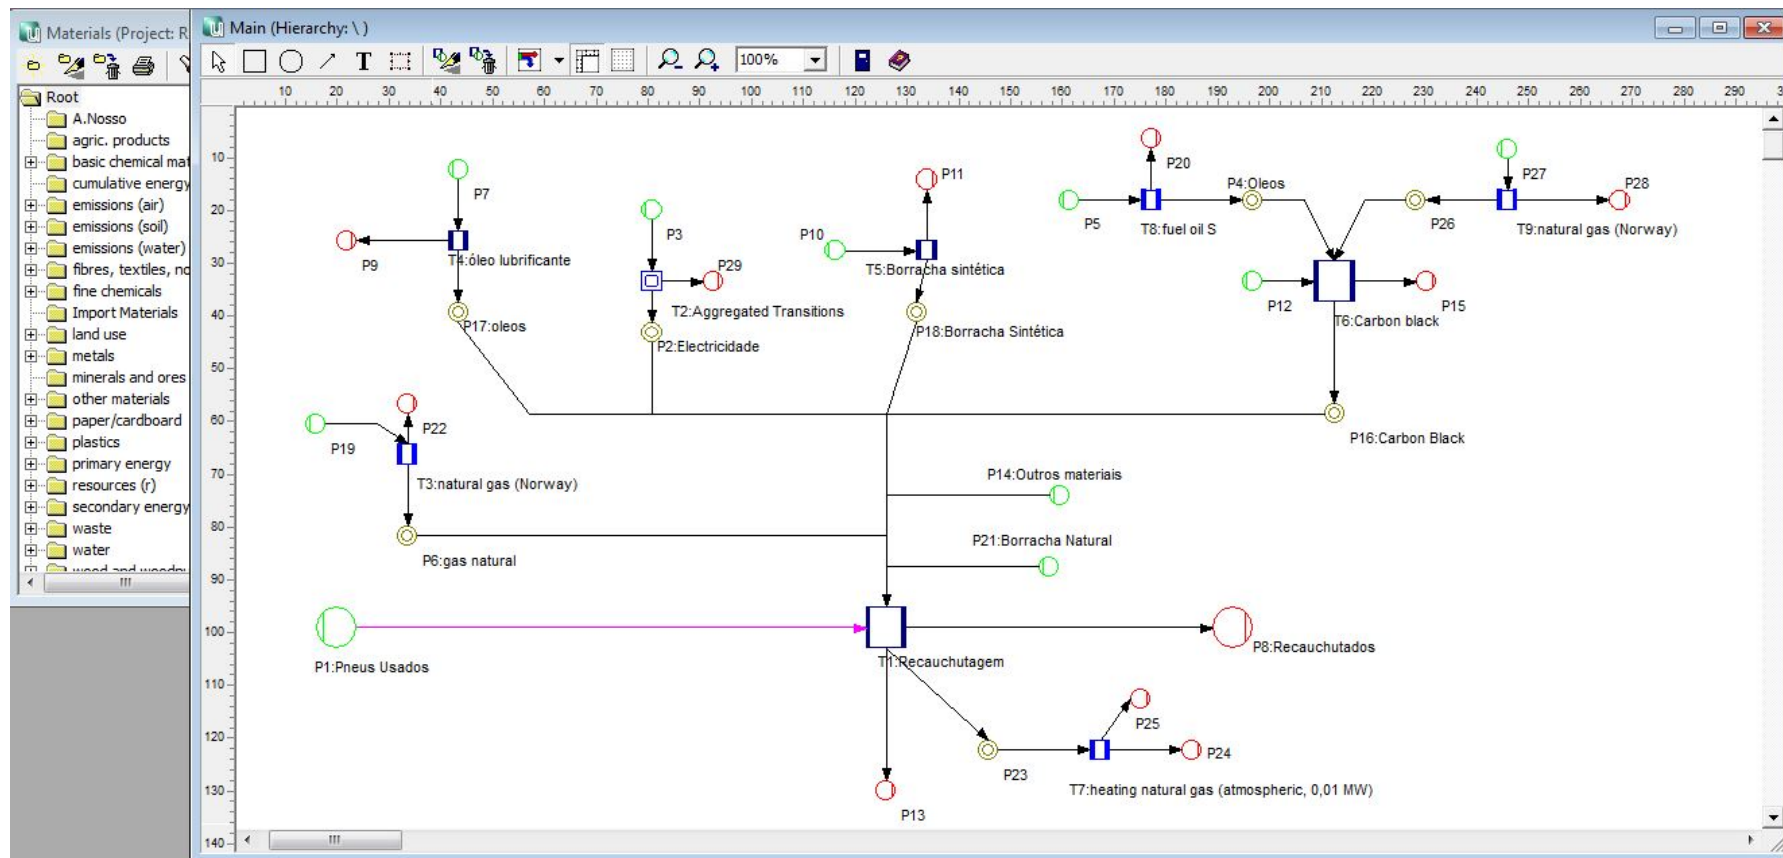 Materials (Project: R
Main (Hierarchy: \ )
T
100%
Root
A.Nosso
agric. products
basic chemical mat
cumulative energy
emissions (air)
emissions (soil)
emissions (water)
fibres, textiles, no
fine chemicals
Import Materials
land use
metals
minerals and ores
other materials
paper/cardboard
plastics
primary energy
resources (r)
secondary energy
waste
water
10 20 30 40 50 60 70 80 90 100 110 120 130 140 150 160 170 180 190 200 210 220 230 240 250 260 270 280 290
10
20
30
40
50
60
70
80
90
100
110
120
130
140
P7
P9
T4:óleo lubrificante
P17:oleos
P3
P29
T2:Aggregated Transitions
P2:Electricidade
P11
P10
T5:Borracha sintética
P18:Borracha Sintética
P20
P4:Oleos
P5
T8:fuel oil S
P27
P28
P26
T9:natural gas (Norway)
P12
P15
T6:Carbon black
P16:Carbon Black
P19
P22
T3:natural gas (Norway)
P6:gas natural
P14:Outros materiais
P21:Borracha Natural
P1:Pneus Usados
T1:Recauchutagem
P8:Recauchutados
P25
P24
P23
T7:heating natural gas (atmospheric, 0,01 MW)
P13